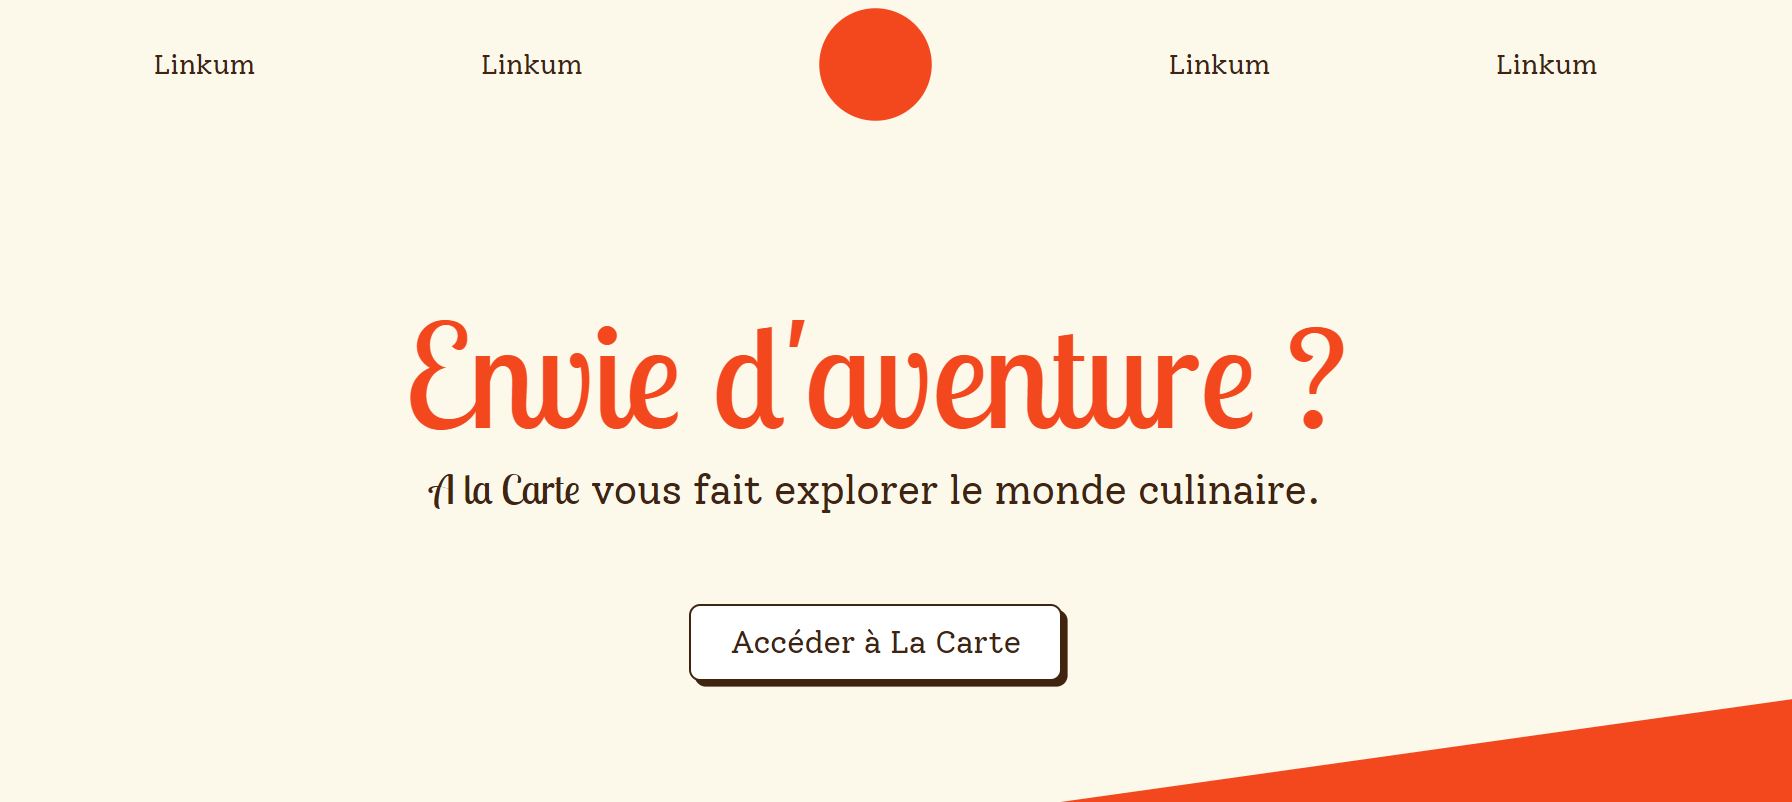 Linkum Linkum Linkum Linkum
Envie d'aventure ?
A la Carte vous fait explorer le monde culinaire.
Accéder à La Carte